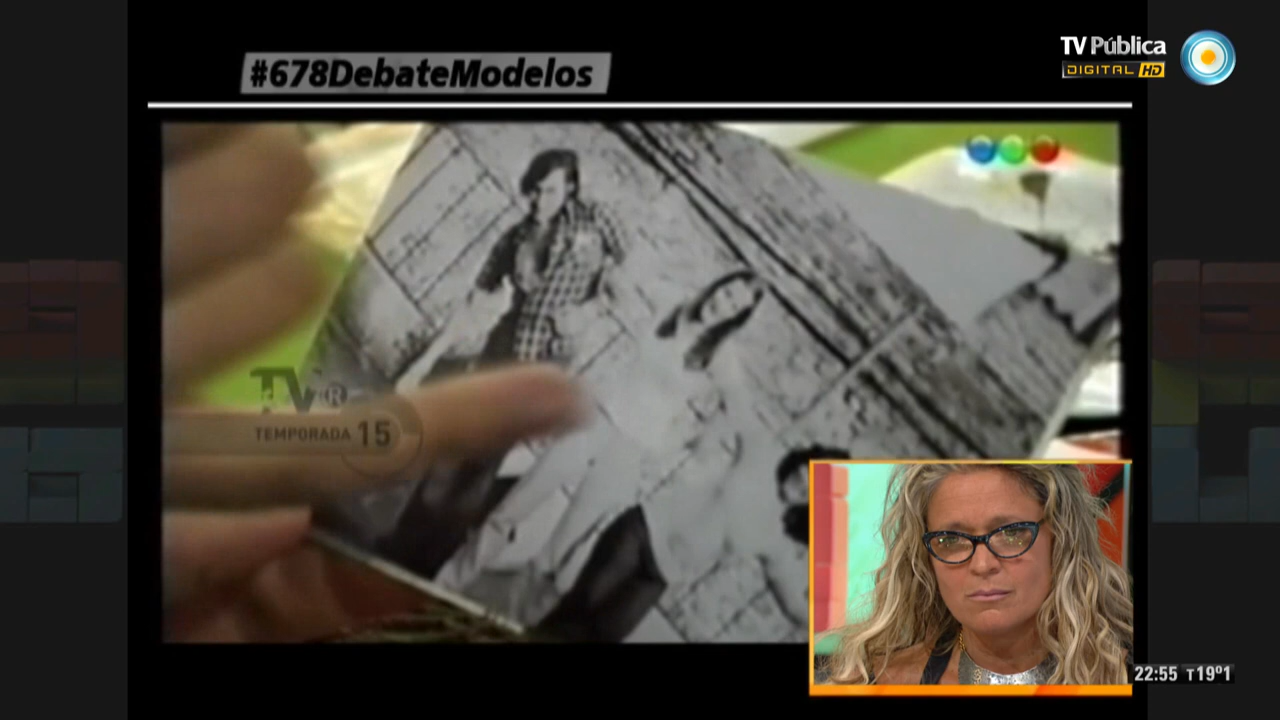 #678DebateModelos
TV Pública
DIGITAL HD
TVR
TEMPORADA 15
22:55 T19º1